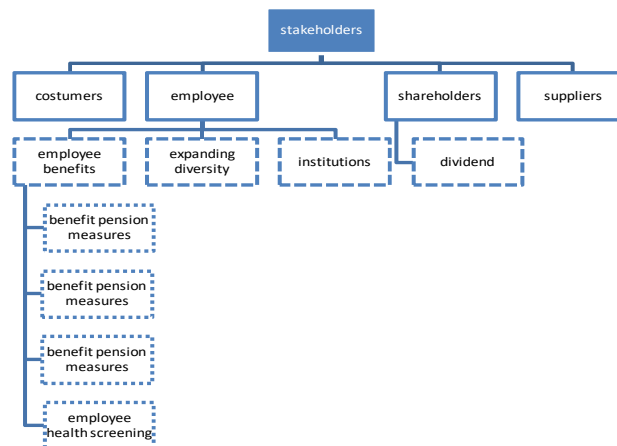 stakeholders
costumers
employee
shareholders
suppliers
employee
benefits
expanding
diversity
institutions
dividend
benefit pension
measures
benefit pension
measures
benefit pension
measures
employee
health screening